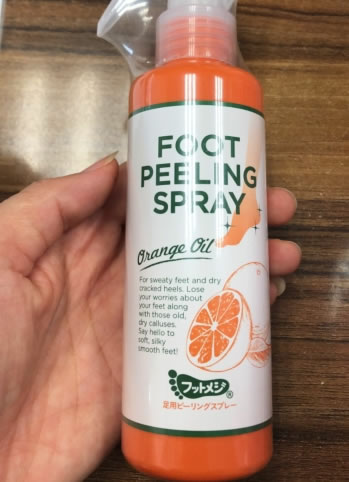 FOOT
PEELING
SPRAY
Orange Oil
For sweaty feet and dry
cracked heels. Lose
your worries about
your feet along
with those old,
dry calluses.
Say hello to
soft, silky
smooth feet!
フットメジ®
足用ピーリングスプレー